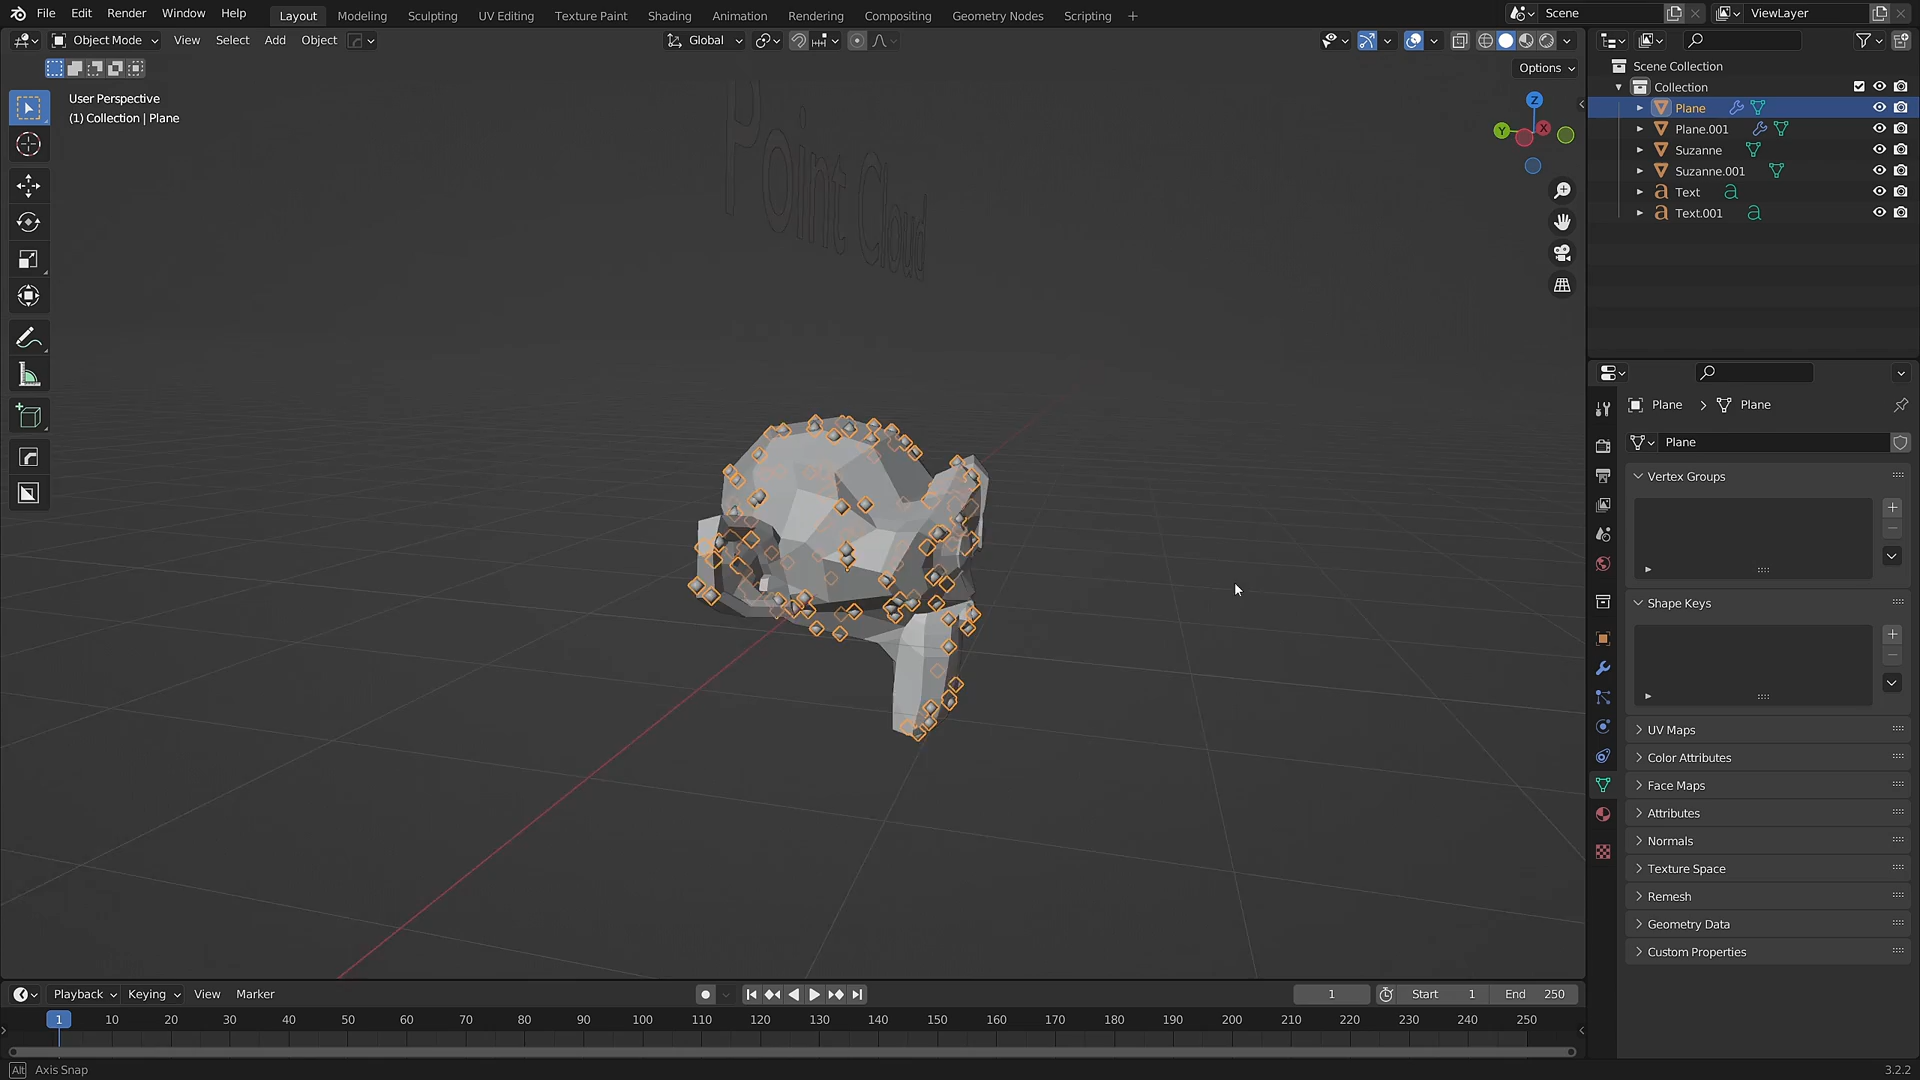 File Edit Render Window Help Layout Modeling Sculpting UV Editing Texture Paint Shading Animation Rendering Compositing Geometry Nodes Scripting + Scene ViewLayer
Object Mode View Select Add Object Global
Options
User Perspective
(1) Collection | Plane
Point Cloud
Z
Y
X
Scene Collection
Collection
Plane
Plane.001
Suzanne
Suzanne.001
Text
Text.001
Plane > Plane
Plane
Vertex Groups
Shape Keys
UV Maps
Color Attributes
Face Maps
Attributes
Normals
Texture Space
Remesh
Geometry Data
Custom Properties
Playback Keying View Marker 1 Start 1 End 250
1 10 20 30 40 50 60 70 80 90 100 110 120 130 140 150 160 170 180 190 200 210 220 230 240 250
Alt Axis Snap 3.2.2